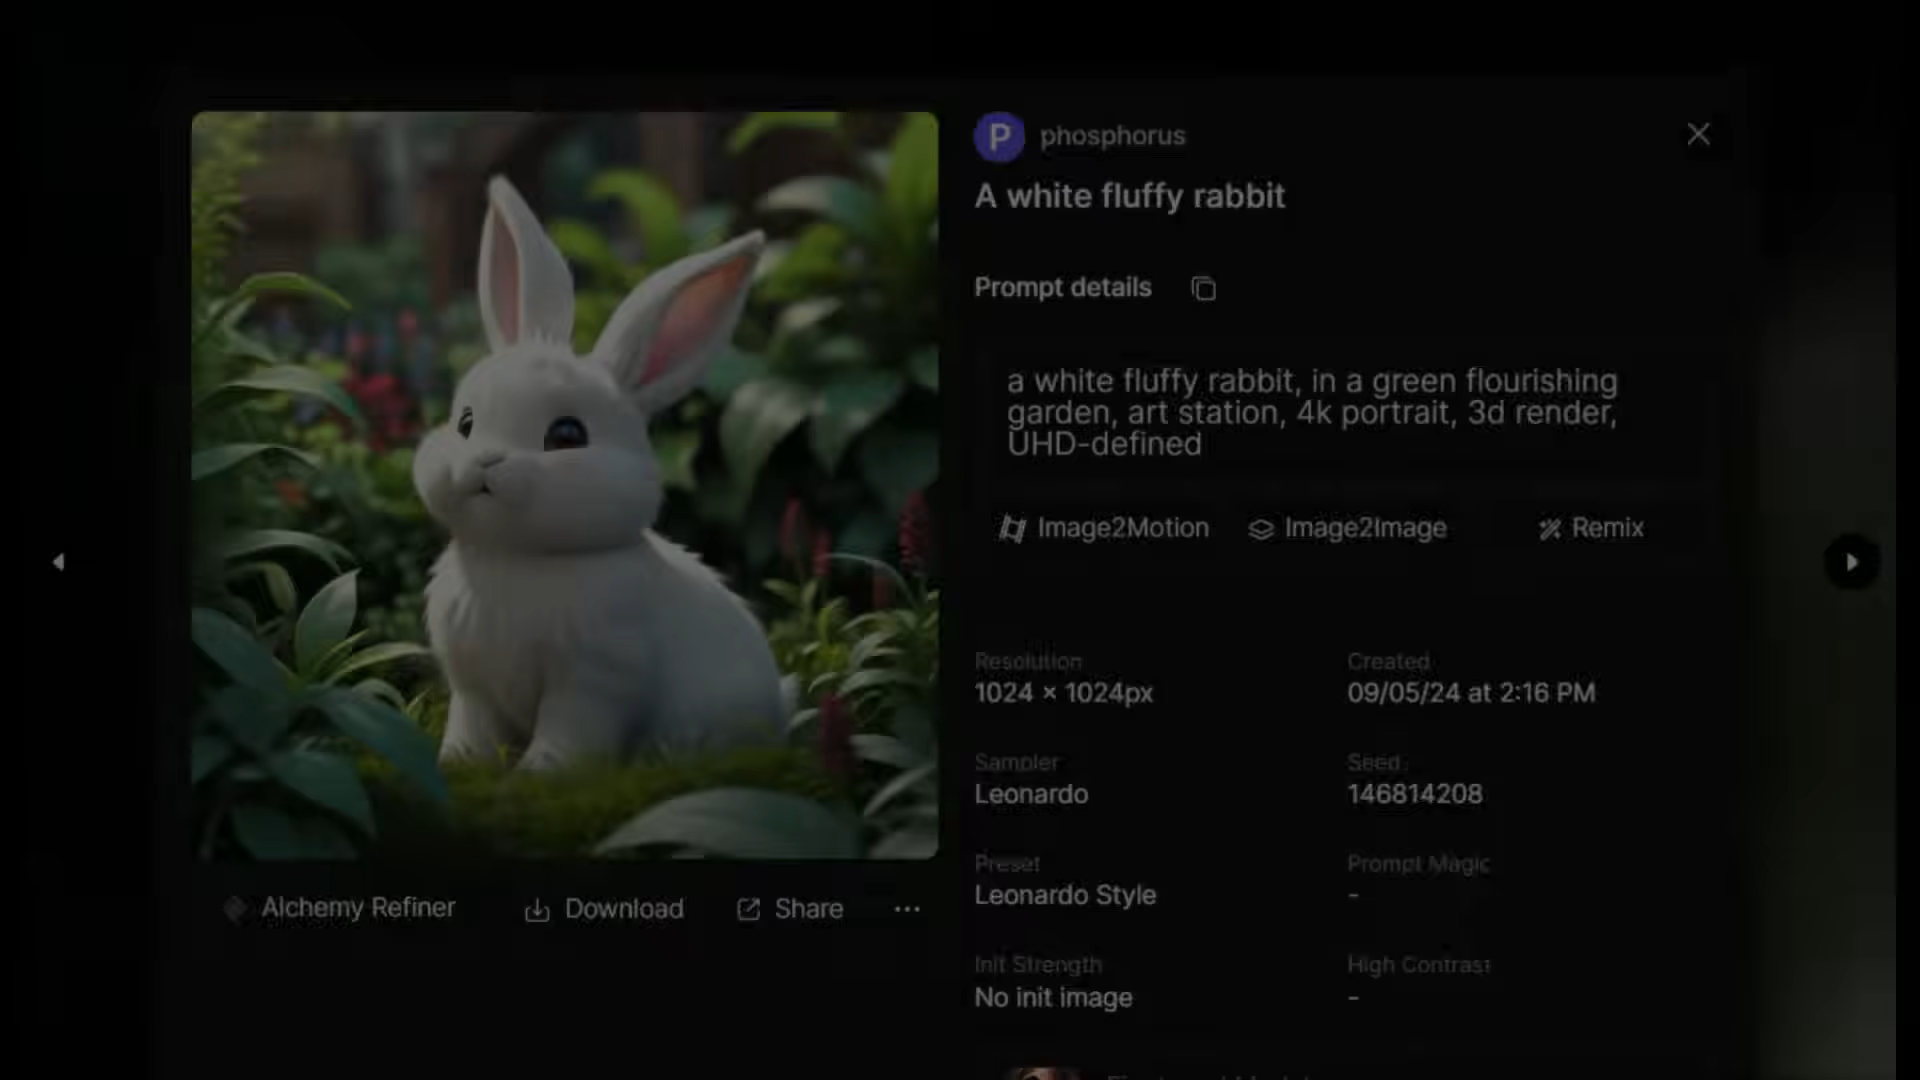 P phosphorus
A white fluffy rabbit
Prompt details
a white fluffy rabbit, in a green flourishing
garden, art station, 4k portrait, 3d render,
UHD-defined
Image2Motion Image2Image Remix
Resolution Created
1024 × 1024px 09/05/24 at 2:16 PM
Sampler Seed
Leonardo 146814208
Preset Prompt Magic
Leonardo Style -
Init Strength High Contrast
No init image -
Alchemy Refiner Download Share